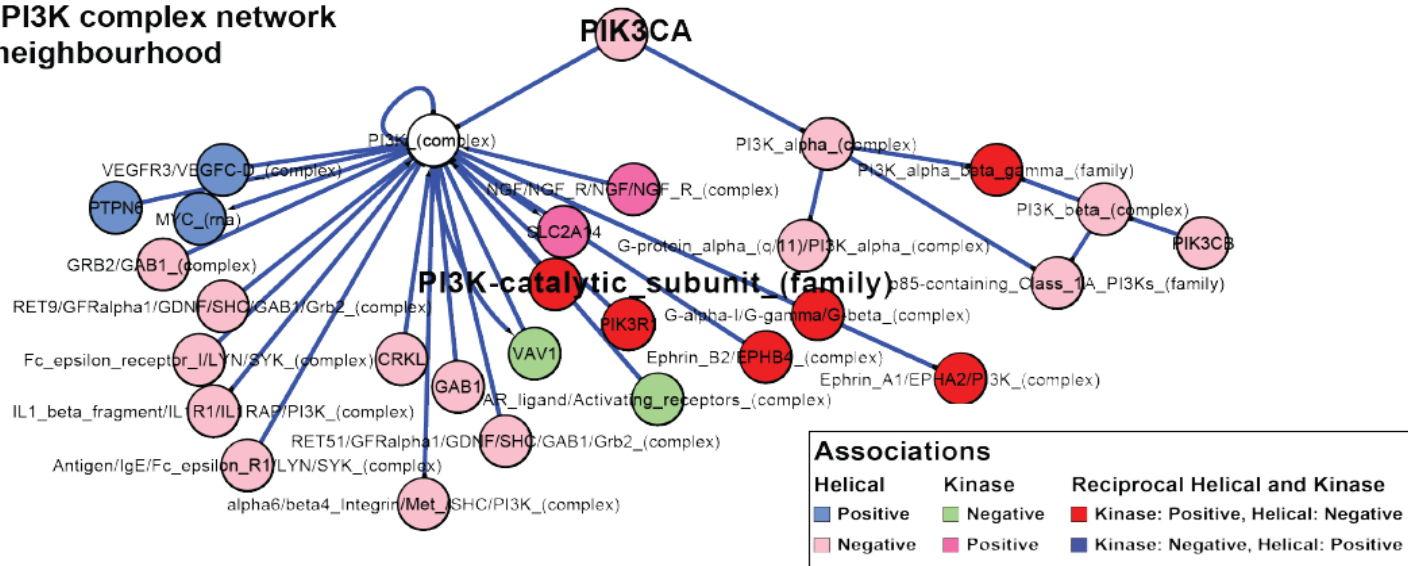 PI3K complex network
neighbourhood
PIK3CA
PI3K_(complex)
PI3K_alpha_(complex)
VEGFR3/VEGFC-D_(complex)
PI3K_alpha_beta_gamma_(family)
NGF/NGF_R/NGF/NGF_R_(complex)
PTPN6
MYC_(rna)
PI3K_beta_(complex)
SLC2A14
G-protein_alpha_(q/11)/PI3K_alpha_(complex)
PIK3CB
GRB2/GAB1_(complex)
PI3K-catalytic_subunit_(family)
p85-containing_Class_1A_PI3Ks_(family)
RET9/GFRalpha1/GDNF/SHC/GAB1/Grb2_(complex)
PIK3R1
G-alpha-I/G-gamma/G-beta_(complex)
Fc_epsilon_receptor_I/LYN/SYK_(complex)
CRKL
VAV1
Ephrin_B2/EPHB4_(complex)
Ephrin_A1/EPHA2/PI3K_(complex)
GAB1
AR_ligand/Activating_receptors_(complex)
IL1_beta_fragment/IL1R1/IL1RAP/PI3K_(complex)
RET51/GFRalpha1/GDNF/SHC/GAB1/Grb2_(complex)
Antigen/IgE/Fc_epsilon_R1/LYN/SYK_(complex)
alpha6/beta4_Integrin/Met_/SHC/PI3K_(complex)
Associations
Helical Kinase Reciprocal Helical and Kinase
Positive Negative Kinase: Positive, Helical: Negative
Negative Positive Kinase: Negative, Helical: Positive